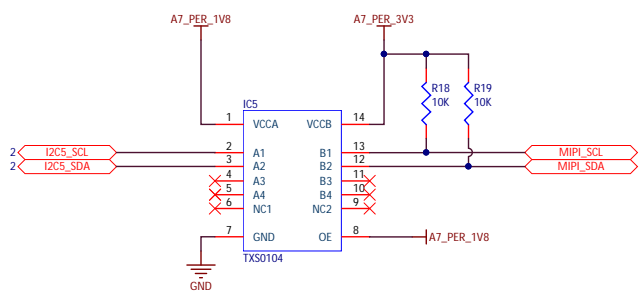 A7_PER_1V8
A7_PER_3V3
R18
10K
R19
10K
IC5
1 VCCA VCCB 14
2 I2C5_SCL 2 A1 B1 13 MIPI_SCL
2 I2C5_SDA 3 A2 B2 12 MIPI_SDA
4 A3 B3 11
5 A4 B4 10
6 NC1 NC2 9
7 GND OE 8 A7_PER_1V8
TXS0104
GND